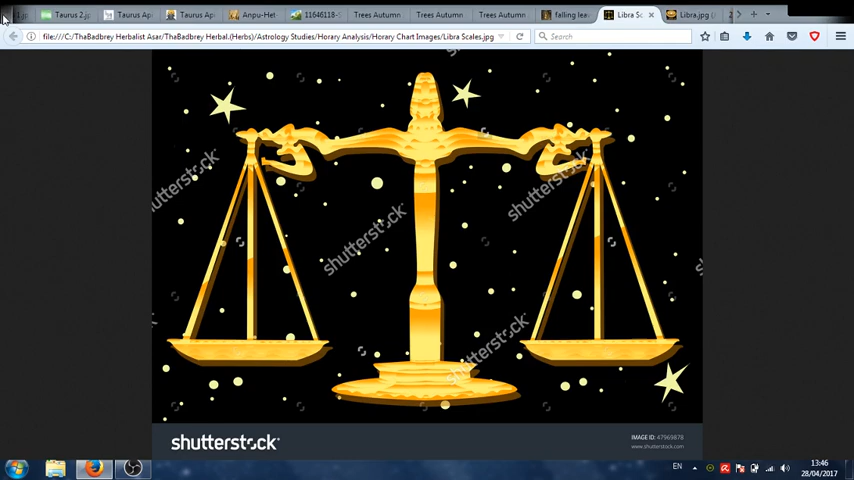 Taurus 2.js
Taurus Ap
Taurus Ap
Anpu-Het-
11646118-S
Trees Autumn
Trees Autumn
Trees Autumn
falling lea
Libra Sc
Libra.jpg
file:///C:/ThaBadbrey Herbalist Asar/ThaBadbrey Herbal.(Herbs)/Astrology Studies/Horary Analysis/Horary Chart Images/Libra Scales.jpg
Search
shutterstock
shutterstock
shutterstock
shutterstock
shutterstock
IMAGE ID: 47969878
www.shutterstock.com
EN
13:46
28/04/2017